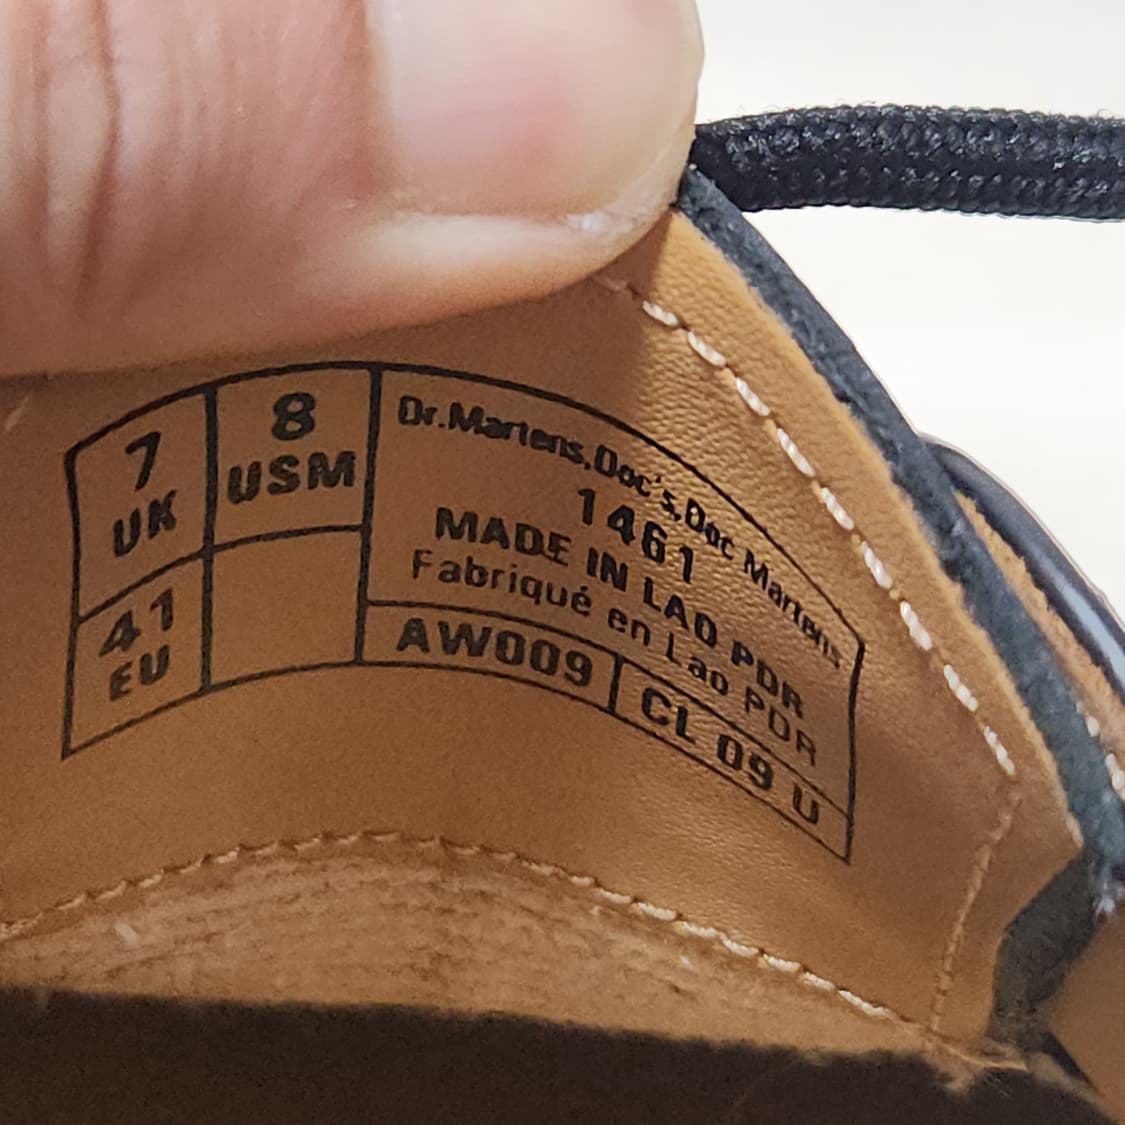 7
UK
8
USM
41
EU
Dr.Martens,Doc's,Doc Martens
1461
MADE IN LAO PDR
Fabriqué en Lao PDR
AW009
CL 09 U